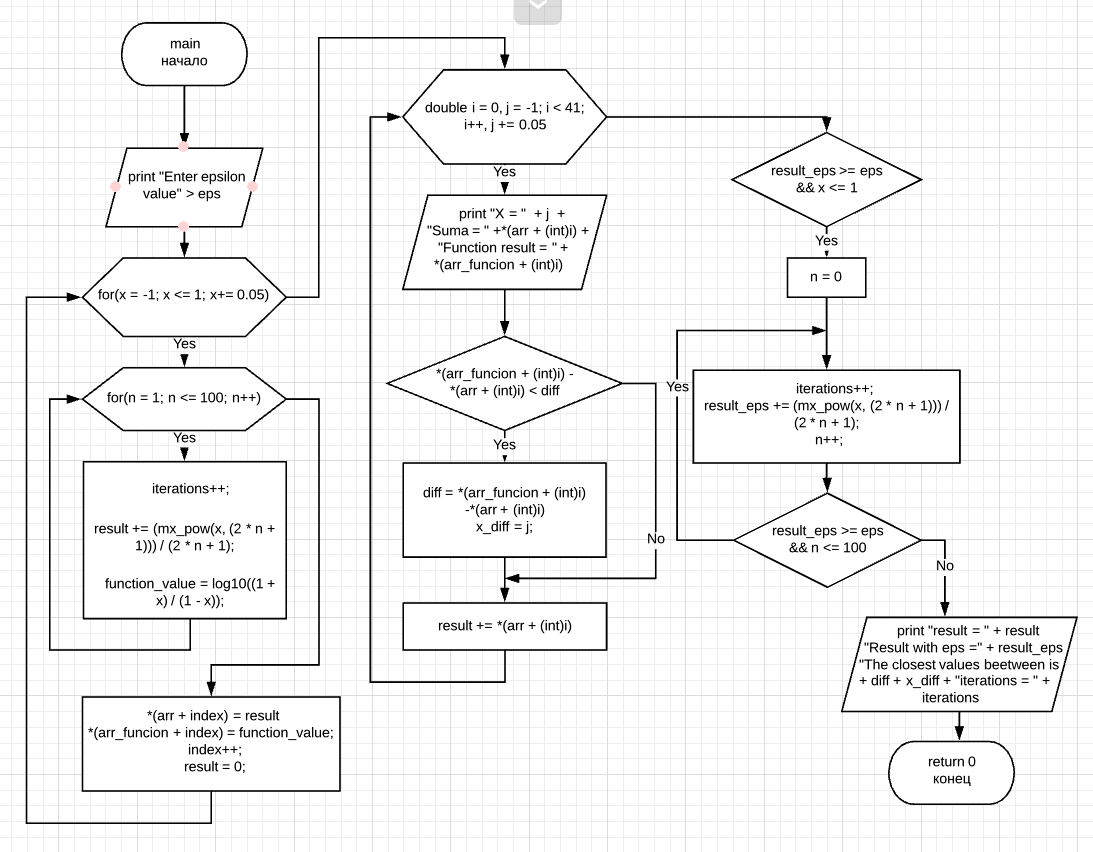 main
начало
print "Enter epsilon
value" > eps
for(x = -1; x <= 1; x+= 0.05)
Yes
for(n = 1; n <= 100; n++)
Yes
iterations++;
result += (mx_pow(x, (2 * n +
1))) / (2 * n + 1);
function_value = log10((1 +
x) / (1 - x));
*(arr + index) = result
*(arr_funcion + index) = function_value;
index++;
result = 0;
double i = 0, j = -1; i < 41;
i++, j += 0.05
Yes
print "X = "  + j  +
"Suma = " +*(arr + (int)i) +
"Function result = " +
*(arr_funcion + (int)i)
*(arr_funcion + (int)i) -
*(arr + (int)i) < diff
Yes
diff = *(arr_funcion + (int)i)
-*(arr + (int)i)
x_diff = j;
No
result += *(arr + (int)i)
result_eps >= eps
&& x <= 1
Yes
n = 0
Yes
iterations++;
result_eps += (mx_pow(x, (2 * n + 1))) /
(2 * n + 1);
n++;
result_eps >= eps
&& n <= 100
No
print "result = " + result
"Result with eps =" + result_eps
"The closest values beetween is
+ diff + x_diff + "iterations = " +
iterations
return 0
конец